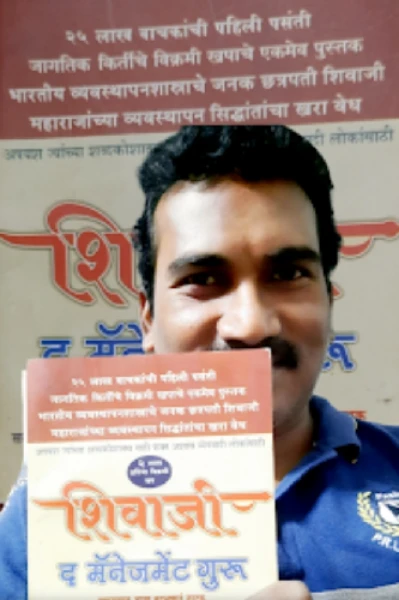 २५ लाख वाचकांची पहिली पसंती
जागतिक किर्तिचे विक्रमी खपाचे एकमेव पुस्तक
भारतीय व्यवस्थापनशास्त्राचे जनक छत्रपती शिवाजी
महाराजांच्या व्यवस्थापन सिद्धांतांचा खरा वेध
अपयश ज्यांच्या
लोकांसाठी
शि
द मॅने
रू
२५ लाख वाचकांची पहिली पसंती
जागतिक किर्तिचे विक्रमी खपाचे एकमेव पुस्तक
भारतीय व्यवस्थापनशास्त्राचे जनक छत्रपती शिवाजी
महाराजांच्या व्यवस्थापन सिद्धांतांचा खरा वेध
शिवाजी
द मॅनेजमेंट गुरू
P.R.U